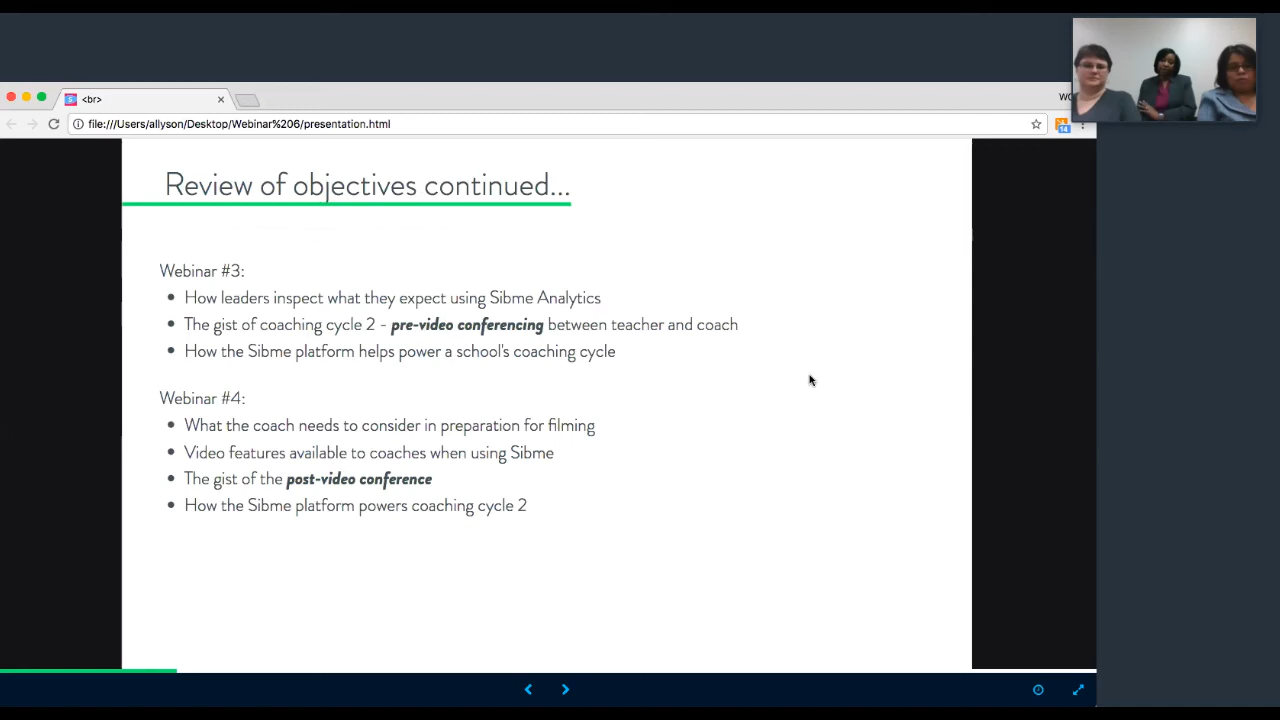 <br>
file:///Users/allyson/Desktop/Webinar%206/presentation.html
14
Review of objectives continued...
Webinar #3:
How leaders inspect what they expect using Sibme Analytics
The gist of coaching cycle 2 - pre-video conferencing between teacher and coach
How the Sibme platform helps power a school's coaching cycle
Webinar #4:
What the coach needs to consider in preparation for filming
Video features available to coaches when using Sibme
The gist of the post-video conference
How the Sibme platform powers coaching cycle 2